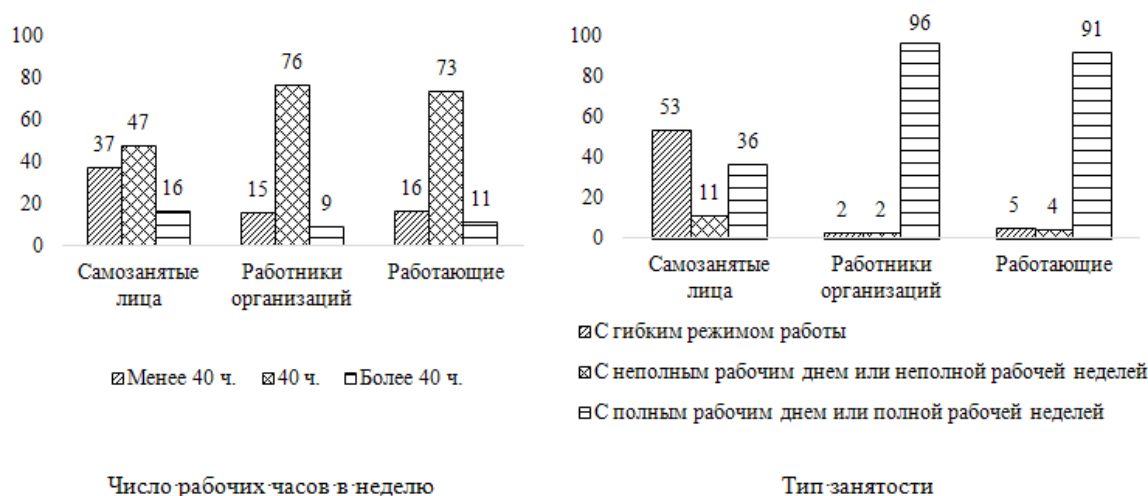 100
80
60
40
20
0
37
47
16
15
76
9
16
73
11
Самозанятые лица
Работники организаций
Работающие
Менее 40 ч. 40 ч. Более 40 ч.
Число рабочих часов в неделю
100
80
60
40
20
0
53
11
36
2
2
96
5
4
91
Самозанятые лица
Работники организаций
Работающие
С гибким режимом работы
С неполным рабочим днем или неполной рабочей неделей
С полным рабочим днем или полной рабочей неделей
Тип занятости